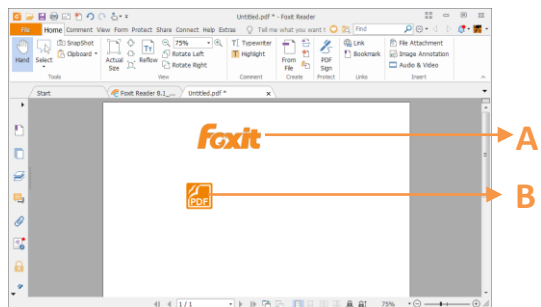 Untitled.pdf * - Foxit Reader
File Home Comment View Form Protect Share Connect Help Extras Tell me what you want t Find
Hand
Select
SnapShot
Clipboard
Tools
Actual Size
Reflow
75%
Rotate Left
Rotate Right
View
Typewriter
Highlight
Comment
From File
Create
PDF Sign
Protect
Link
Bookmark
Links
File Attachment
Image Annotation
Audio & Video
Insert
Start Foxit Reader 9.1_... Untitled.pdf * x
Foxit A
PDF B
1 / 1 75%